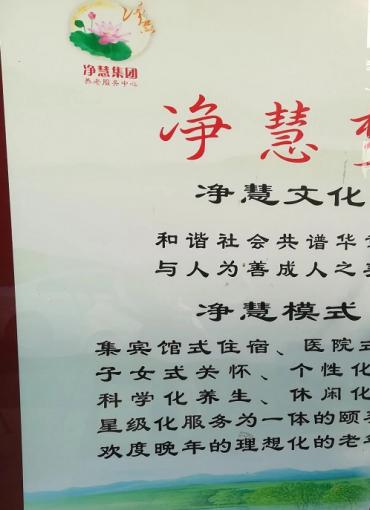 净慧
净慧集团
养老服务中心
净慧
净慧文化
和谐社会共谱华
与人为善成人之美
净慧模式
集宾馆式住宿、医院式
子女式关怀、个性化
科学化养生、休闲化
星级化服务为一体的颐养
欢度晚年的理想化的老年